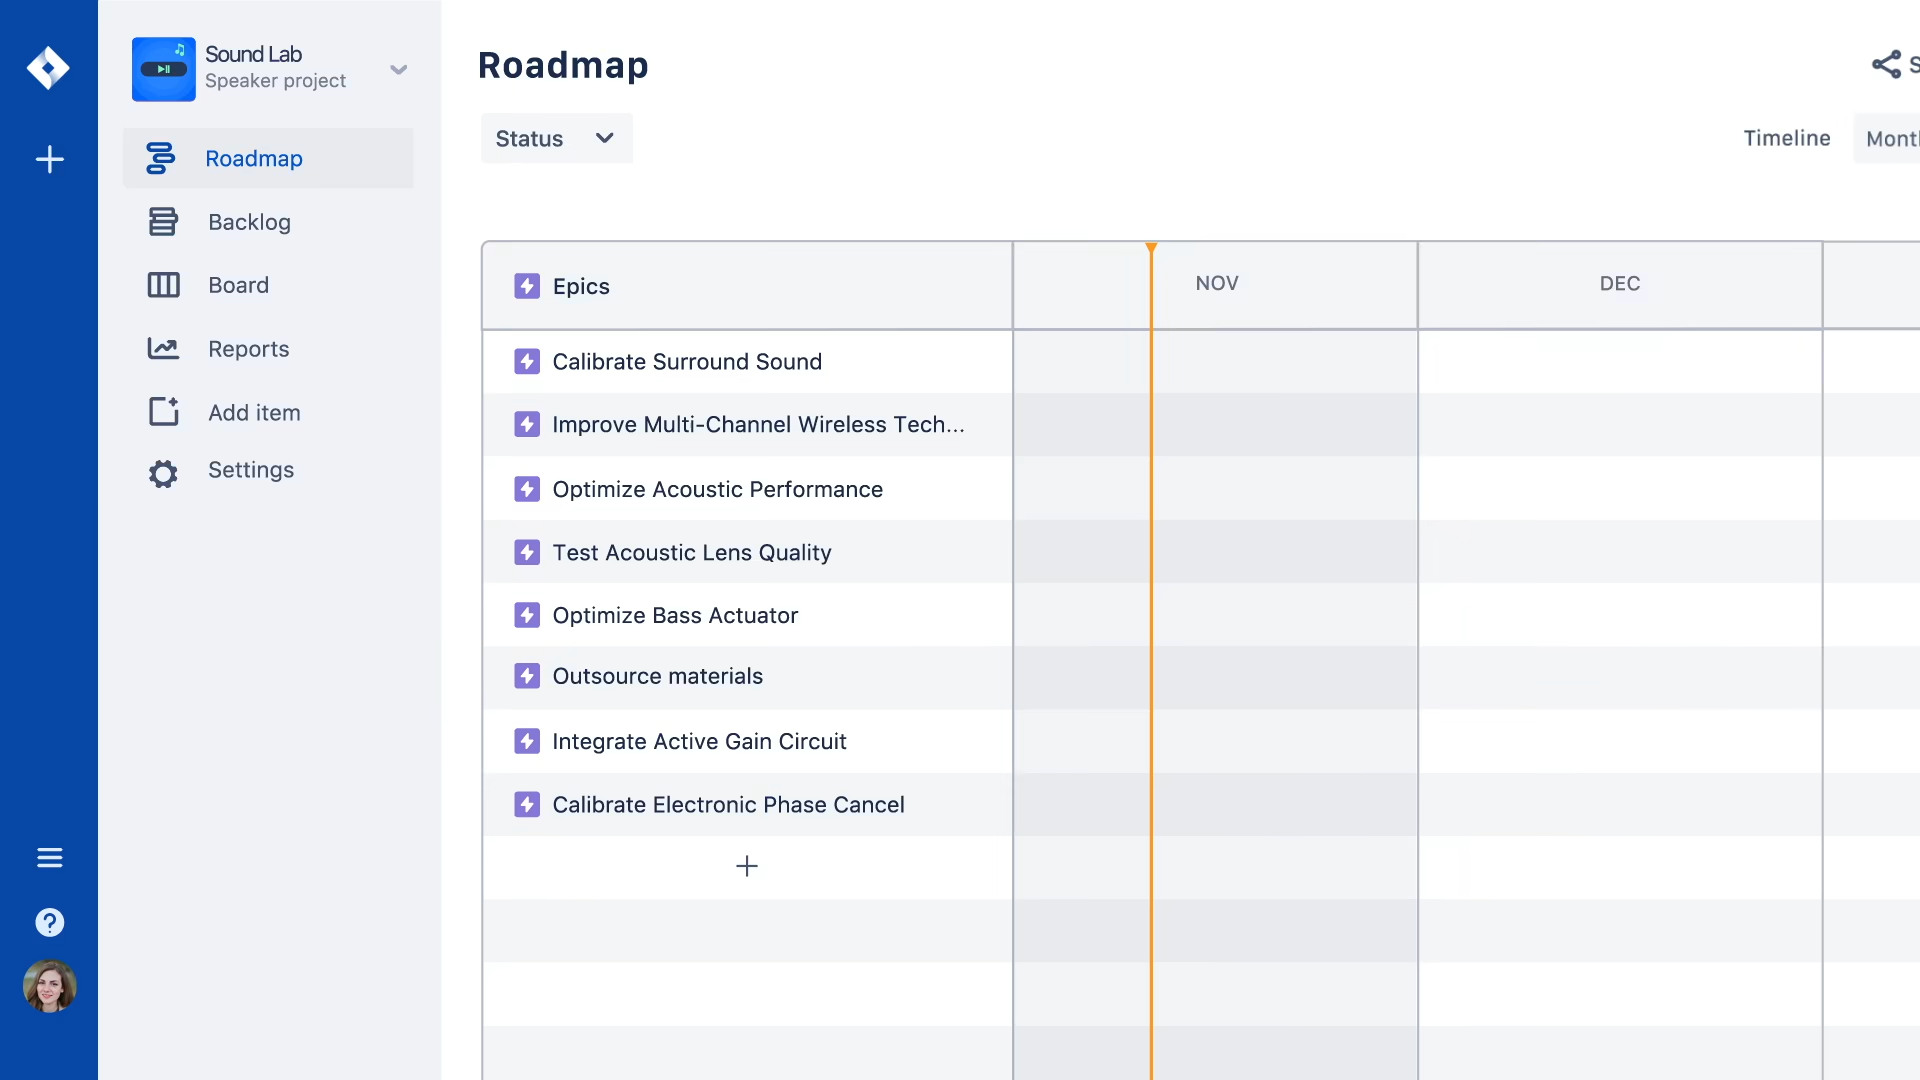 Sound Lab
Speaker project
Roadmap
Backlog
Board
Reports
Add item
Settings
Roadmap
S
Status
Timeline
Mont
Epics
NOV
DEC
Calibrate Surround Sound
Improve Multi-Channel Wireless Tech...
Optimize Acoustic Performance
Test Acoustic Lens Quality
Optimize Bass Actuator
Outsource materials
Integrate Active Gain Circuit
Calibrate Electronic Phase Cancel